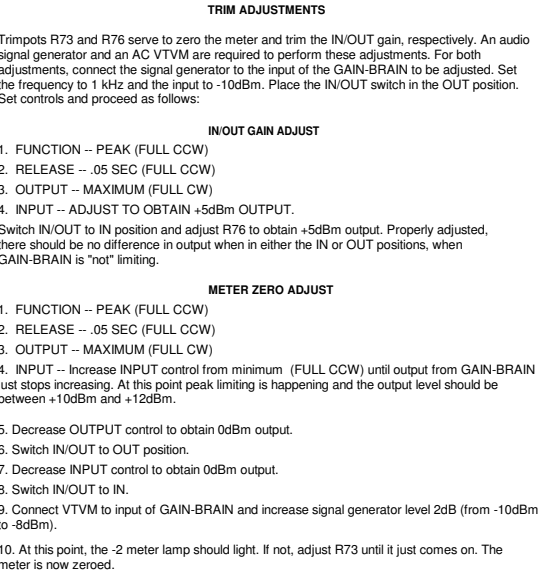 TRIM ADJUSTMENTS
Trimpots R73 and R76 serve to zero the meter and trim the IN/OUT gain, respectively. An audio
signal generator and an AC VTVM are required to perform these adjustments. For both
adjustments, connect the signal generator to the input of the GAIN-BRAIN to be adjusted. Set
the frequency to 1 kHz and the input to -10dBm. Place the IN/OUT switch in the OUT position.
Set controls and proceed as follows:
IN/OUT GAIN ADJUST
1. FUNCTION -- PEAK (FULL CCW)
2. RELEASE -- .05 SEC (FULL CCW)
3. OUTPUT -- MAXIMUM (FULL CW)
4. INPUT -- ADJUST TO OBTAIN +5dBm OUTPUT.
Switch IN/OUT to IN position and adjust R76 to obtain +5dBm output. Properly adjusted,
there should be no difference in output when in either the IN or OUT positions, when
GAIN-BRAIN is "not" limiting.
METER ZERO ADJUST
1. FUNCTION -- PEAK (FULL CCW)
2. RELEASE -- .05 SEC (FULL CCW)
3. OUTPUT -- MAXIMUM (FULL CW)
4. INPUT -- Increase INPUT control from minimum (FULL CCW) until output from GAIN-BRAIN
just stops increasing. At this point peak limiting is happening and the output level should be
between +10dBm and +12dBm.
5. Decrease OUTPUT control to obtain 0dBm output.
6. Switch IN/OUT to OUT position.
7. Decrease INPUT control to obtain 0dBm output.
8. Switch IN/OUT to IN.
9. Connect VTVM to input of GAIN-BRAIN and increase signal generator level 2dB (from -10dBm
to -8dBm).
10. At this point, the -2 meter lamp should light. If not, adjust R73 until it just comes on. The
meter is now zeroed.